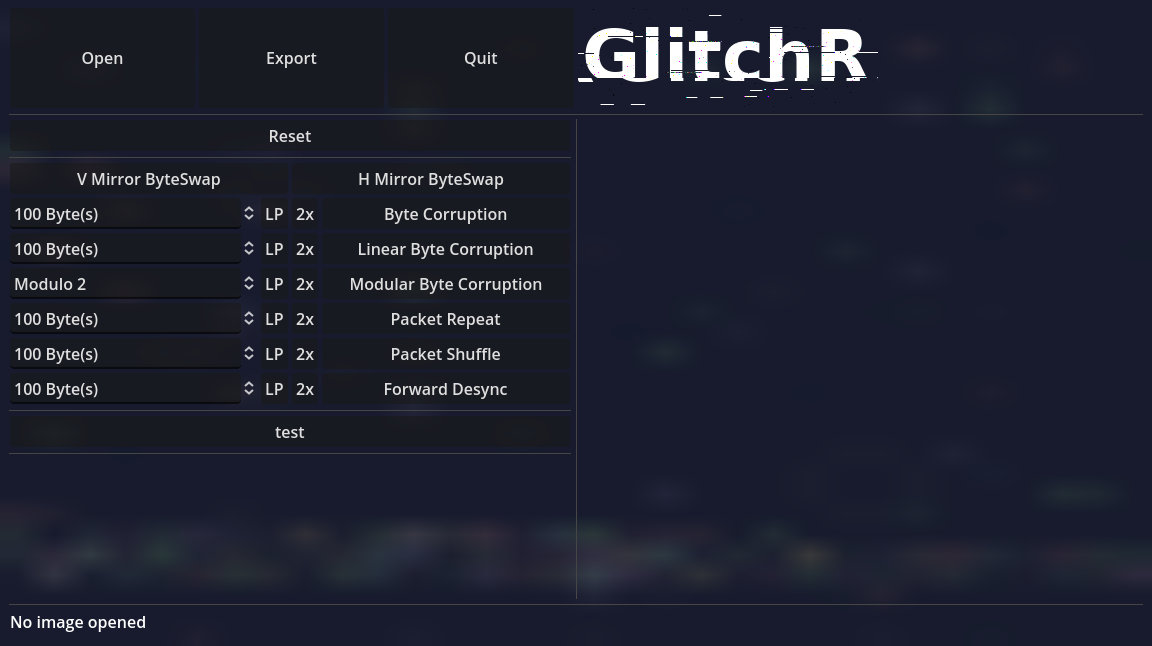 Open Export Quit GlitchR
Reset
V Mirror ByteSwap H Mirror ByteSwap
100 Byte(s) LP 2x Byte Corruption
100 Byte(s) LP 2x Linear Byte Corruption
Modulo 2 LP 2x Modular Byte Corruption
100 Byte(s) LP 2x Packet Repeat
100 Byte(s) LP 2x Packet Shuffle
100 Byte(s) LP 2x Forward Desync
test
No image opened